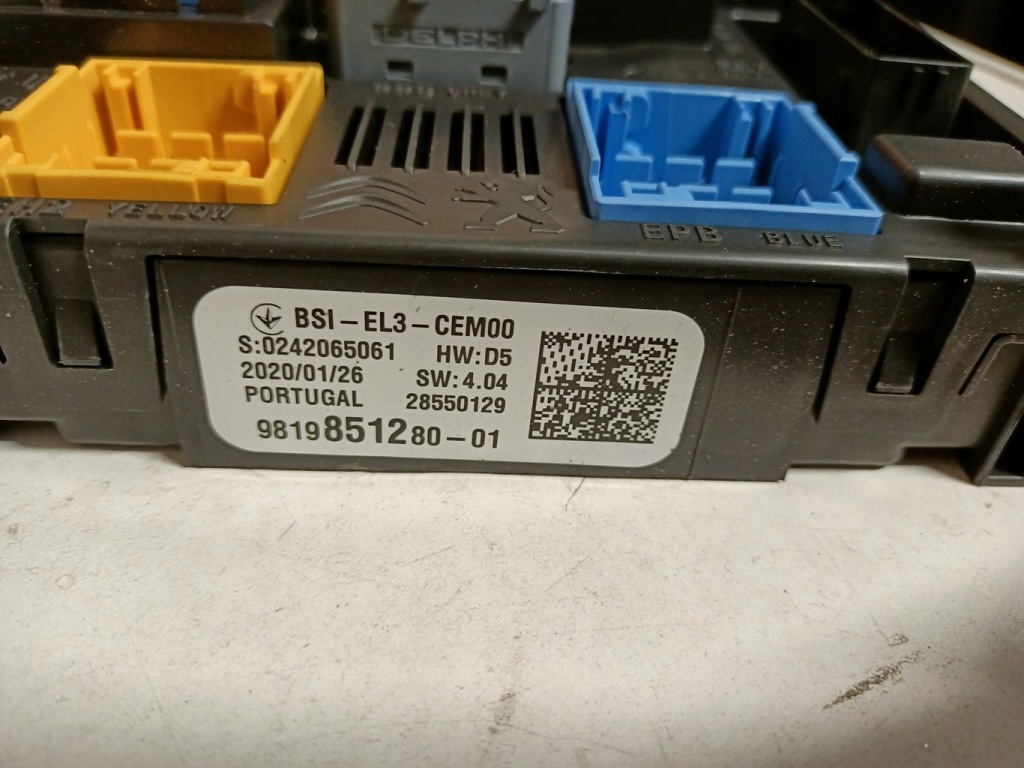 DELPHI
YELLOW
EPB BLUE
BSI-EL3-CEM00
S:0242065061 HW:D5
2020/01/26 SW:4.04
PORTUGAL 28550129
9819851280-01